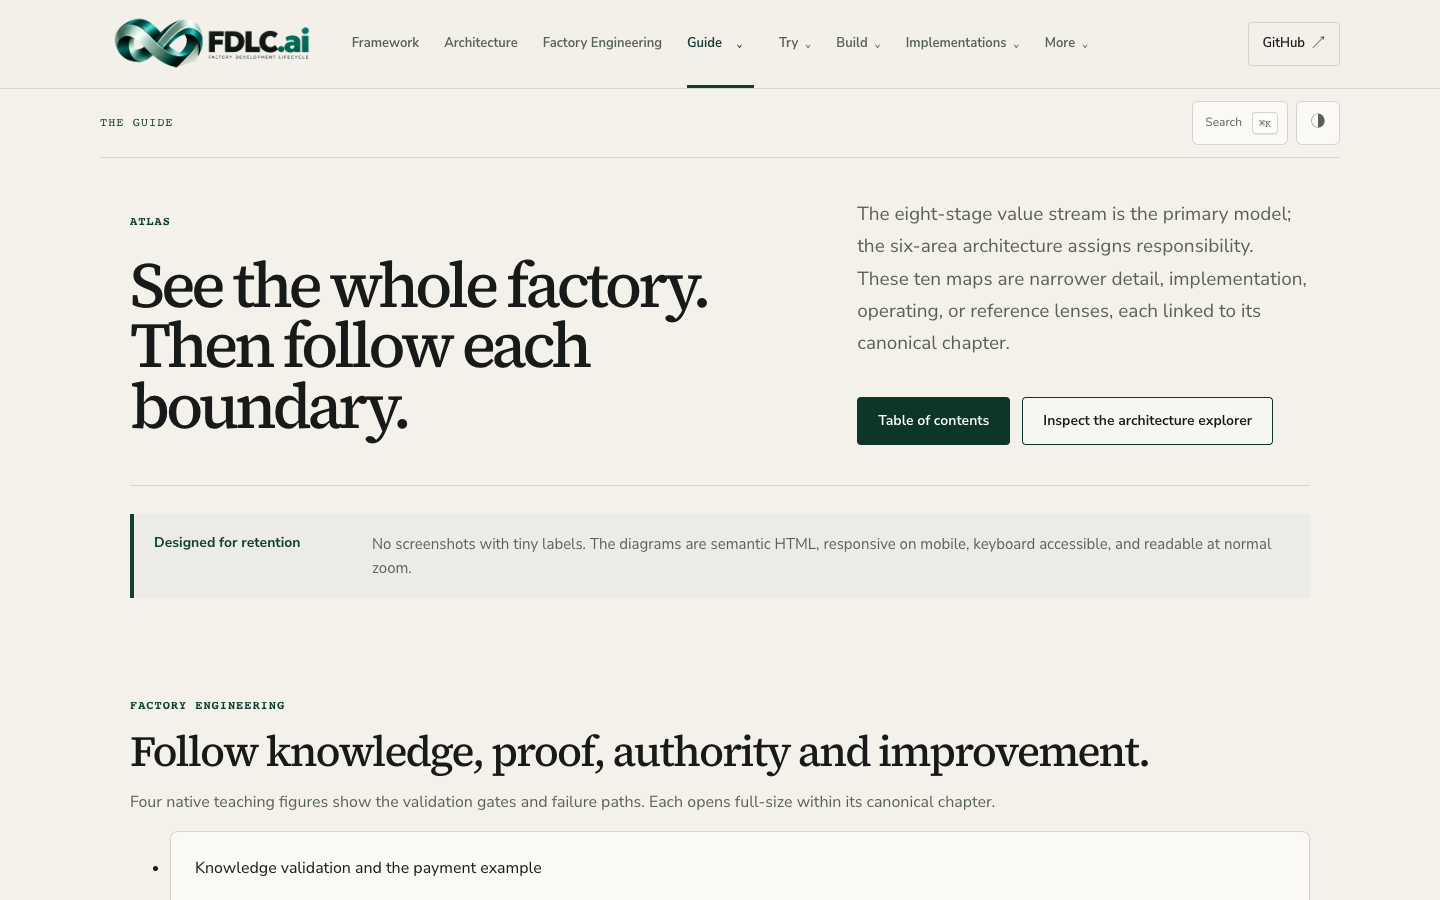 FDLC.ai
FACTORY DEVELOPMENT LIFECYCLE
Framework
Architecture
Factory Engineering
Guide
Try
Build
Implementations
More
GitHub ↗
THE GUIDE
Search ⌘K
ATLAS
See the whole factory.
Then follow each
boundary.
The eight-stage value stream is the primary model;
the six-area architecture assigns responsibility.
These ten maps are narrower detail, implementation,
operating, or reference lenses, each linked to its
canonical chapter.
Table of contents
Inspect the architecture explorer
Designed for retention
No screenshots with tiny labels. The diagrams are semantic HTML, responsive on mobile, keyboard accessible, and readable at normal
zoom.
FACTORY ENGINEERING
Follow knowledge, proof, authority and improvement.
Four native teaching figures show the validation gates and failure paths. Each opens full-size within its canonical chapter.
• Knowledge validation and the payment example